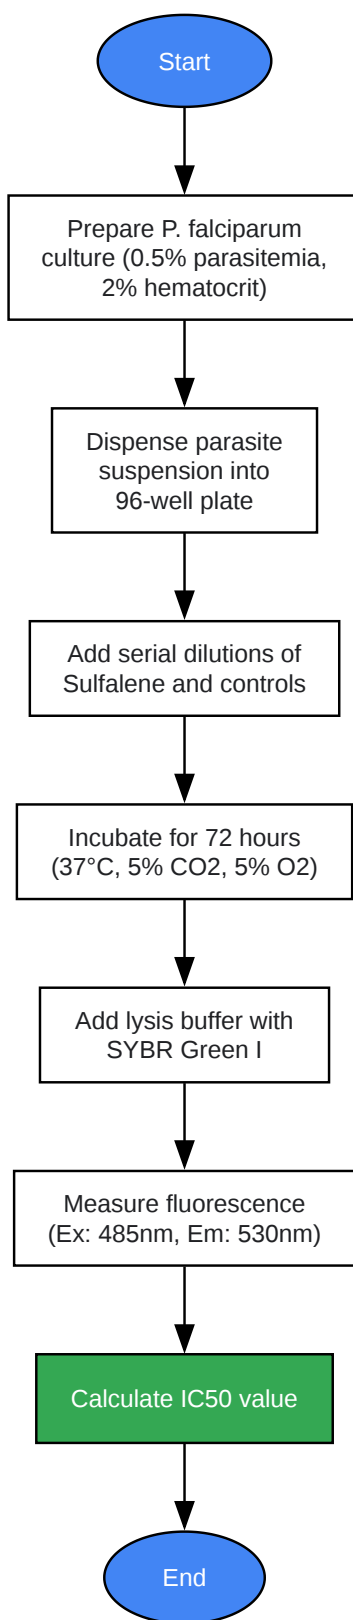 Start
Prepare P. falciparum
culture (0.5% parasitemia,
2% hematocrit)
Dispense parasite
suspension into
96-well plate
Add serial dilutions of
Sulfalene and controls
Incubate for 72 hours
(37°C, 5% CO2, 5% O2)
Add lysis buffer with
SYBR Green I
Measure fluorescence
(Ex: 485nm, Em: 530nm)
Calculate IC50 value
End